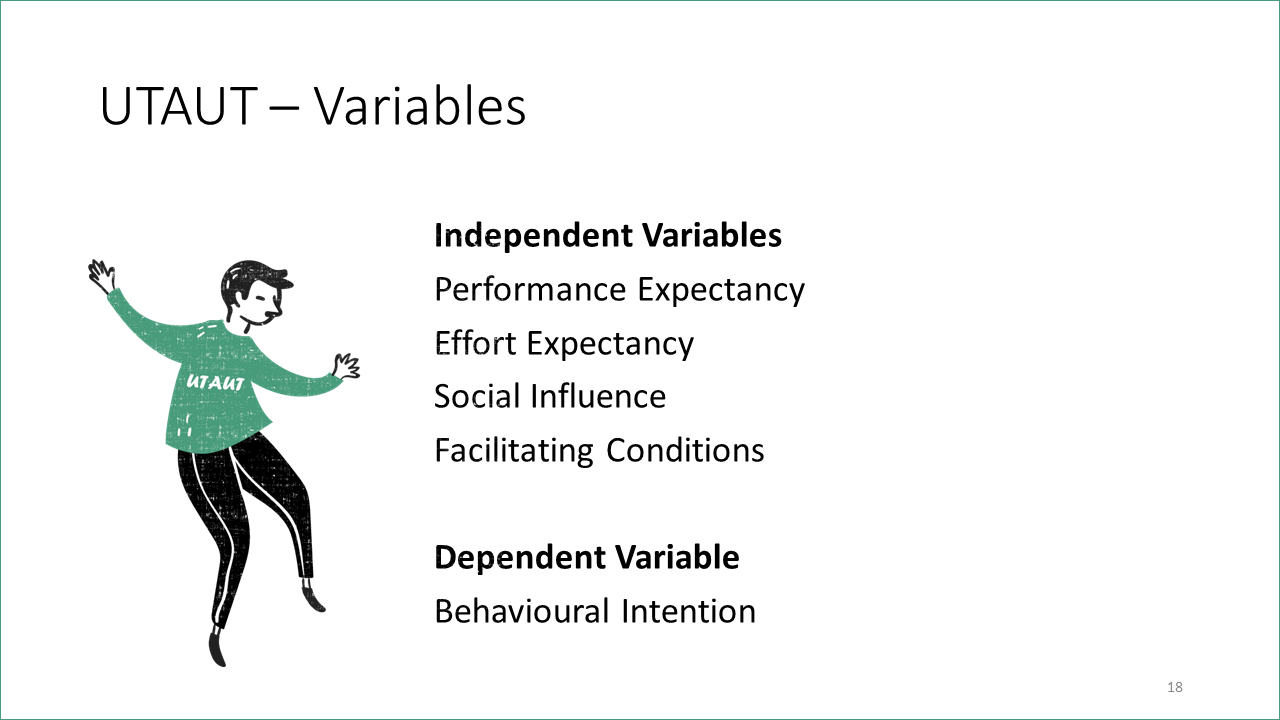 UTAUT – Variables
Independent Variables
Performance Expectancy
Effort Expectancy
Social Influence
Facilitating Conditions
UTAUT
Dependent Variable
Behavioural Intention
18